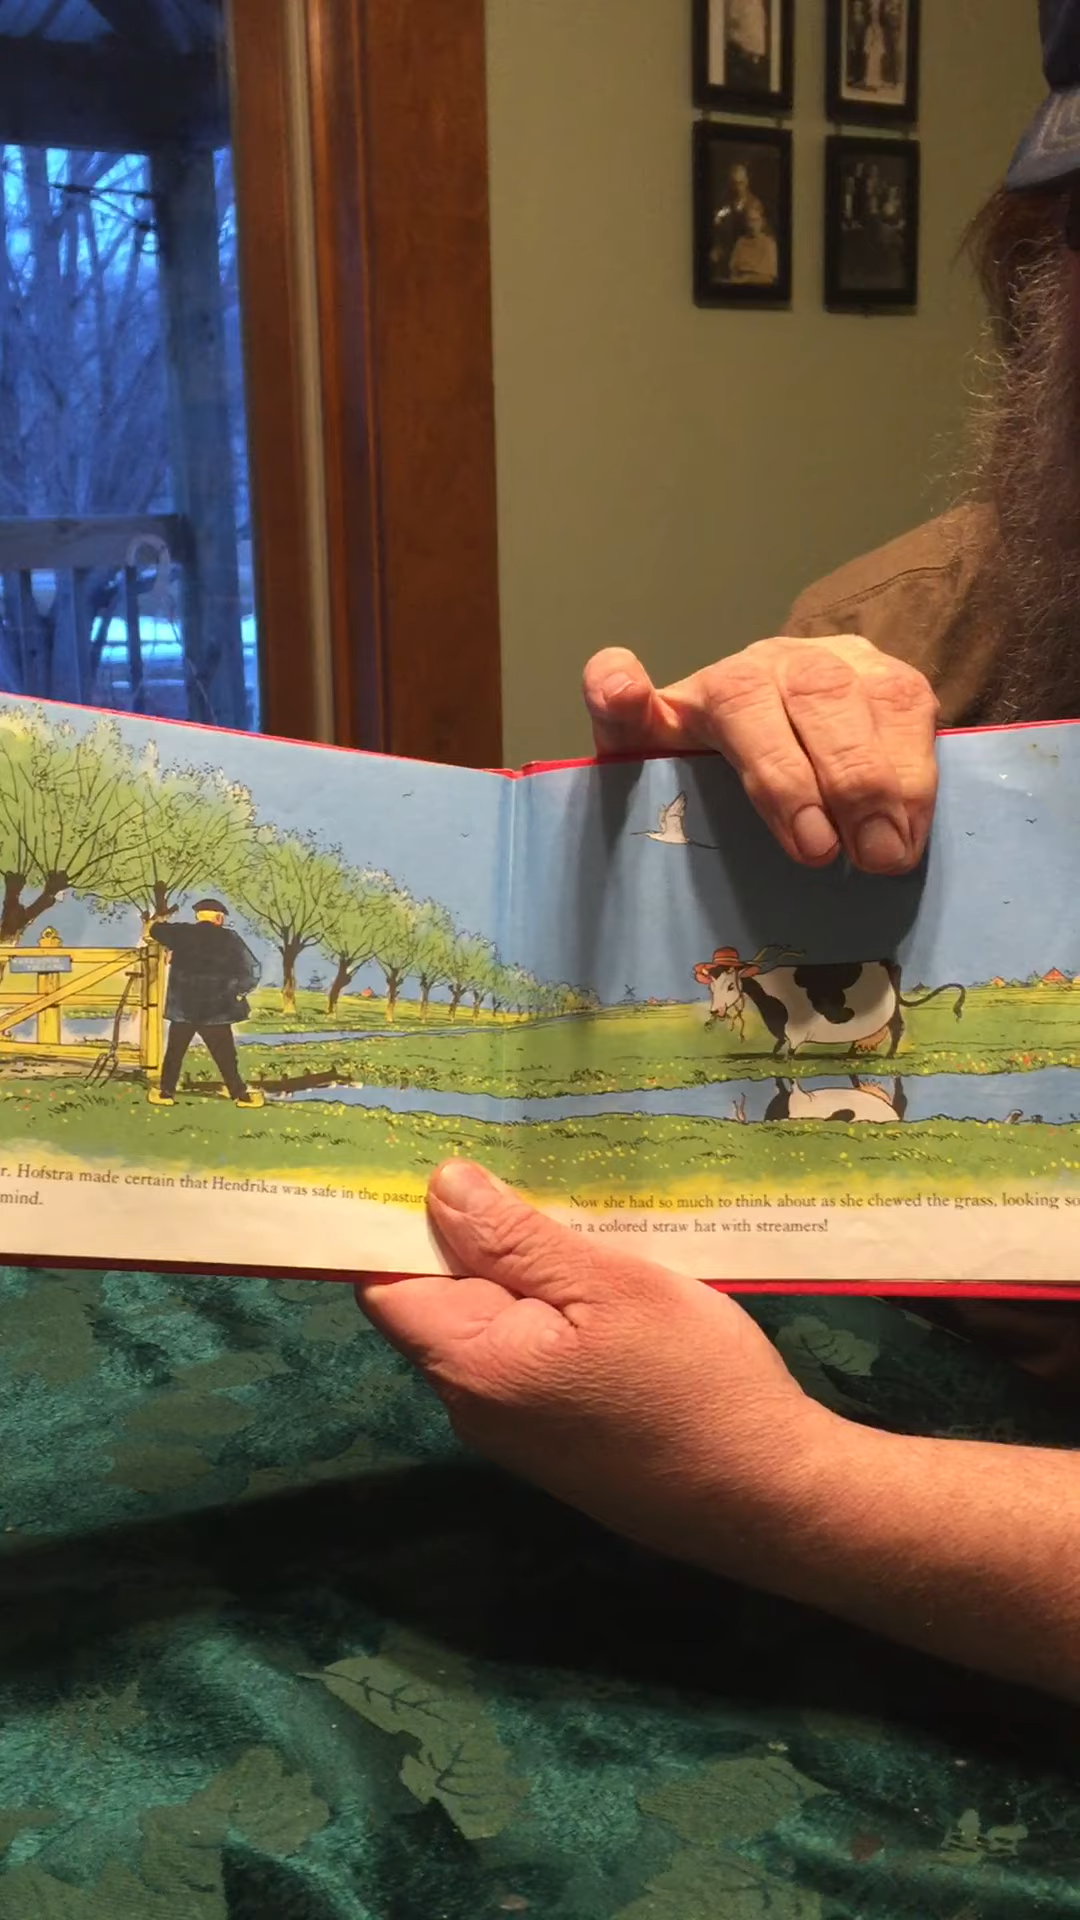 r. Hofstra made certain that Hendrika was safe in the pasture
mind.
Now she had so much to think about as she chewed the grass, looking so
in a colored straw hat with streamers!